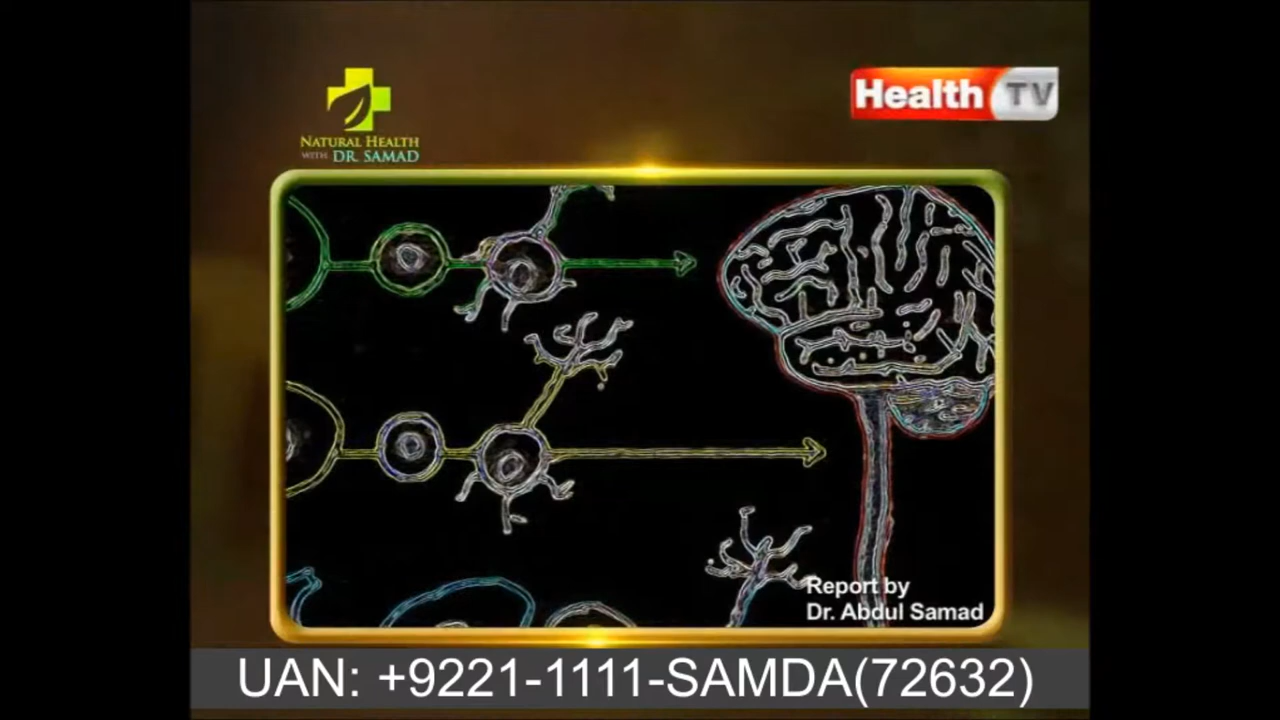 Health TV
NATURAL HEALTH
WITH DR. SAMAD
Report by
Dr. Abdul Samad
UAN: +9221-1111-SAMDA(72632)